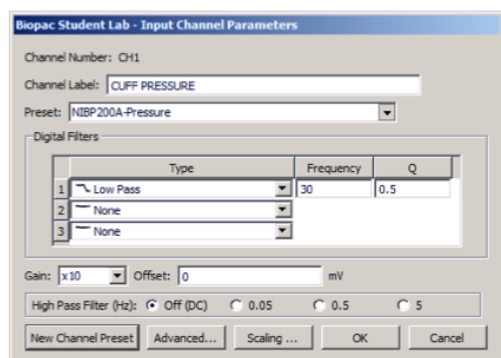 Biopac Student Lab - Input Channel Parameters
Channel Number: CH1
Channel Label: CUFF PRESSURE
Preset: NIBP200A-Pressure
Digital Filters
Type Frequency Q
1 Low Pass 30 0.5
2 None
3 None
Gain: x10 Offset: 0 mV
High Pass Filter (Hz): Off (DC) 0.05 0.5 5
New Channel Preset Advanced... Scaling ... OK Cancel